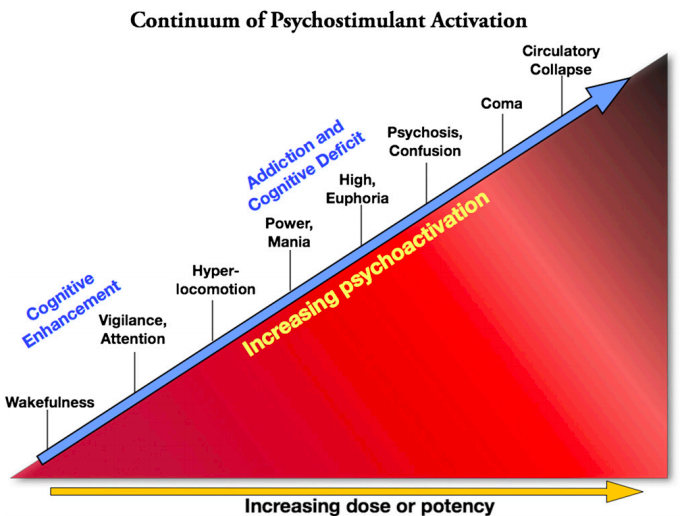 Continuum of Psychostimulant Activation
Circulatory
Collapse
Coma
Psychosis,
Confusion
Addiction and
Cognitive Deficit
High,
Euphoria
Power,
Mania
Hyper-
locomotion
Cognitive
Enhancement
Vigilance,
Attention
Wakefulness
Increasing psychoactivation
Increasing dose or potency